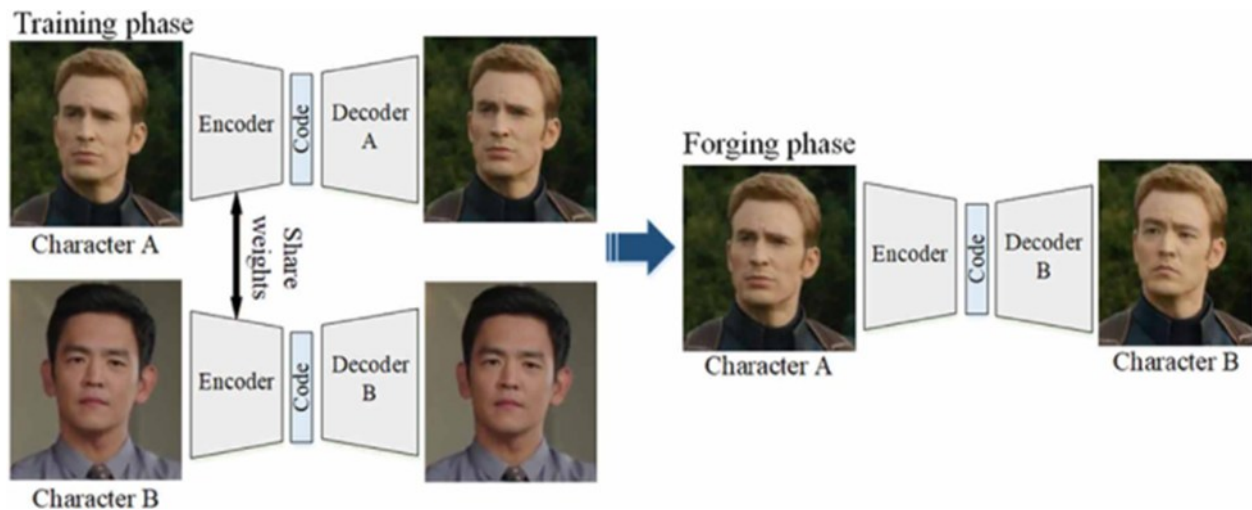 Training phase
Encoder
Code
Decoder
A
Character A
Share
weights
Encoder
Code
Decoder
B
Character B
Forging phase
Encoder
Code
Decoder
B
Character A
Character B